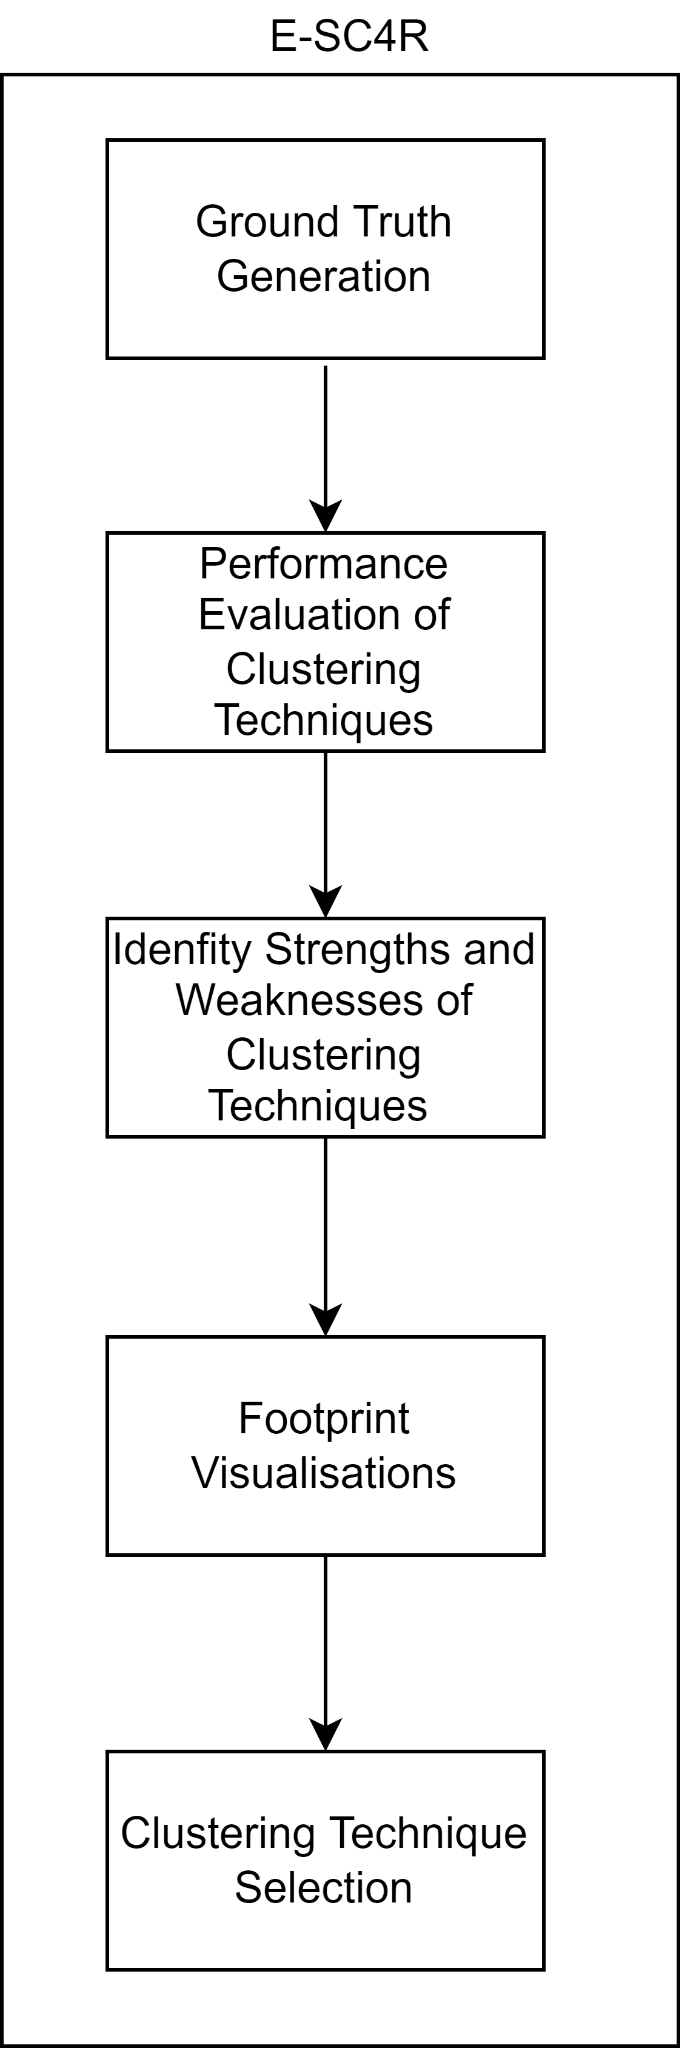 E-SC4R
Ground Truth
Generation
Performance
Evaluation of
Clustering
Techniques
Idenfity Strengths and
Weaknesses of
Clustering
Techniques
Footprint
Visualisations
Clustering Technique
Selection